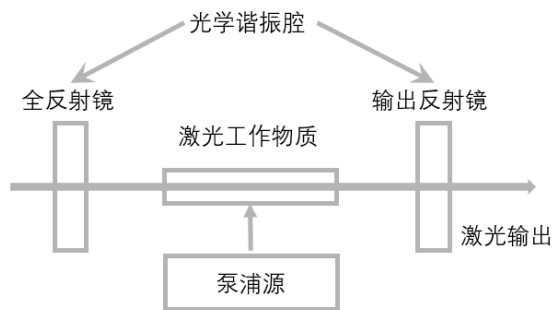 光学谐振腔
全反射镜
输出反射镜
激光工作物质
激光输出
泵浦源